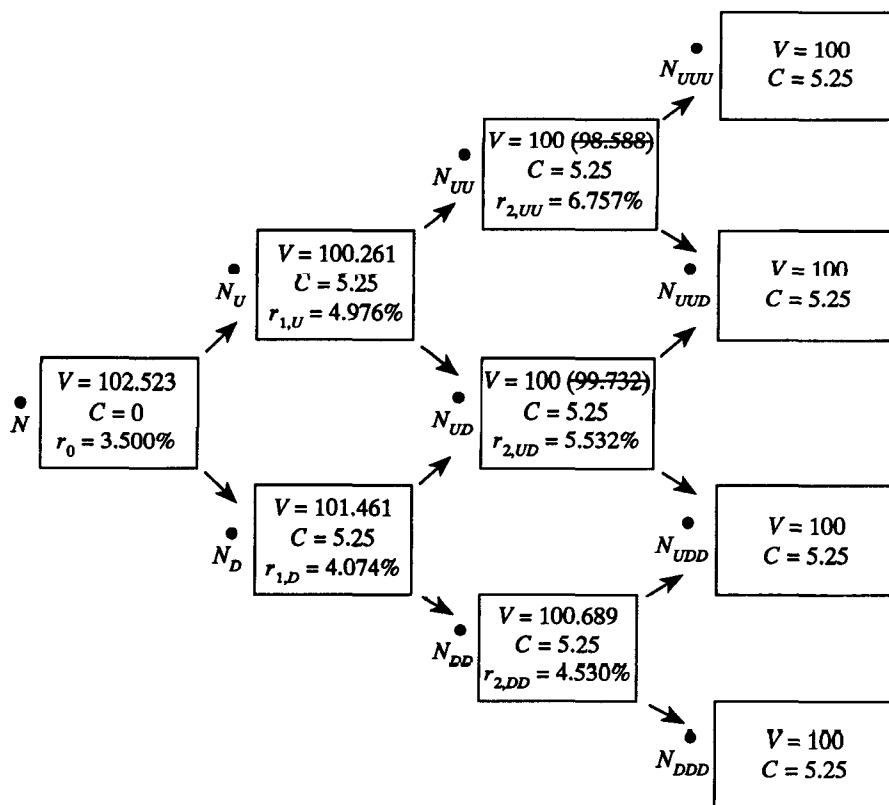 N_UUU
V = 100
C = 5.25
N_UU
V = 100 (98.588)
C = 5.25
r_2,UU = 6.757%
N_U
V = 100.261
C = 5.25
r_1,U = 4.976%
N_UUD
V = 100
C = 5.25
N
V = 102.523
C = 0
r_0 = 3.500%
N_UD
V = 100 (99.732)
C = 5.25
r_2,UD = 5.532%
N_D
V = 101.461
C = 5.25
r_1,D = 4.074%
N_UDD
V = 100
C = 5.25
N_DD
V = 100.689
C = 5.25
r_2,DD = 4.530%
N_DDD
V = 100
C = 5.25